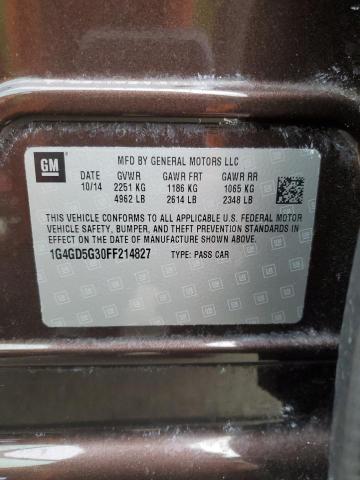 GM
MFD BY GENERAL MOTORS LLC
DATE GVWR GAWR FRT GAWR RR
10/14 2251 KG 1186 KG 1065 KG
4962 LB 2614 LB 2348 LB
THIS VEHICLE CONFORMS TO ALL APPLICABLE U.S. FEDERAL MOTOR
VEHICLE SAFETY, BUMPER, AND THEFT PREVENTION STANDARDS
IN EFFECT ON THE DATE OF MANUFACTURE SHOWN ABOVE.
1G4GD5G30FF214827 TYPE: PASS CAR